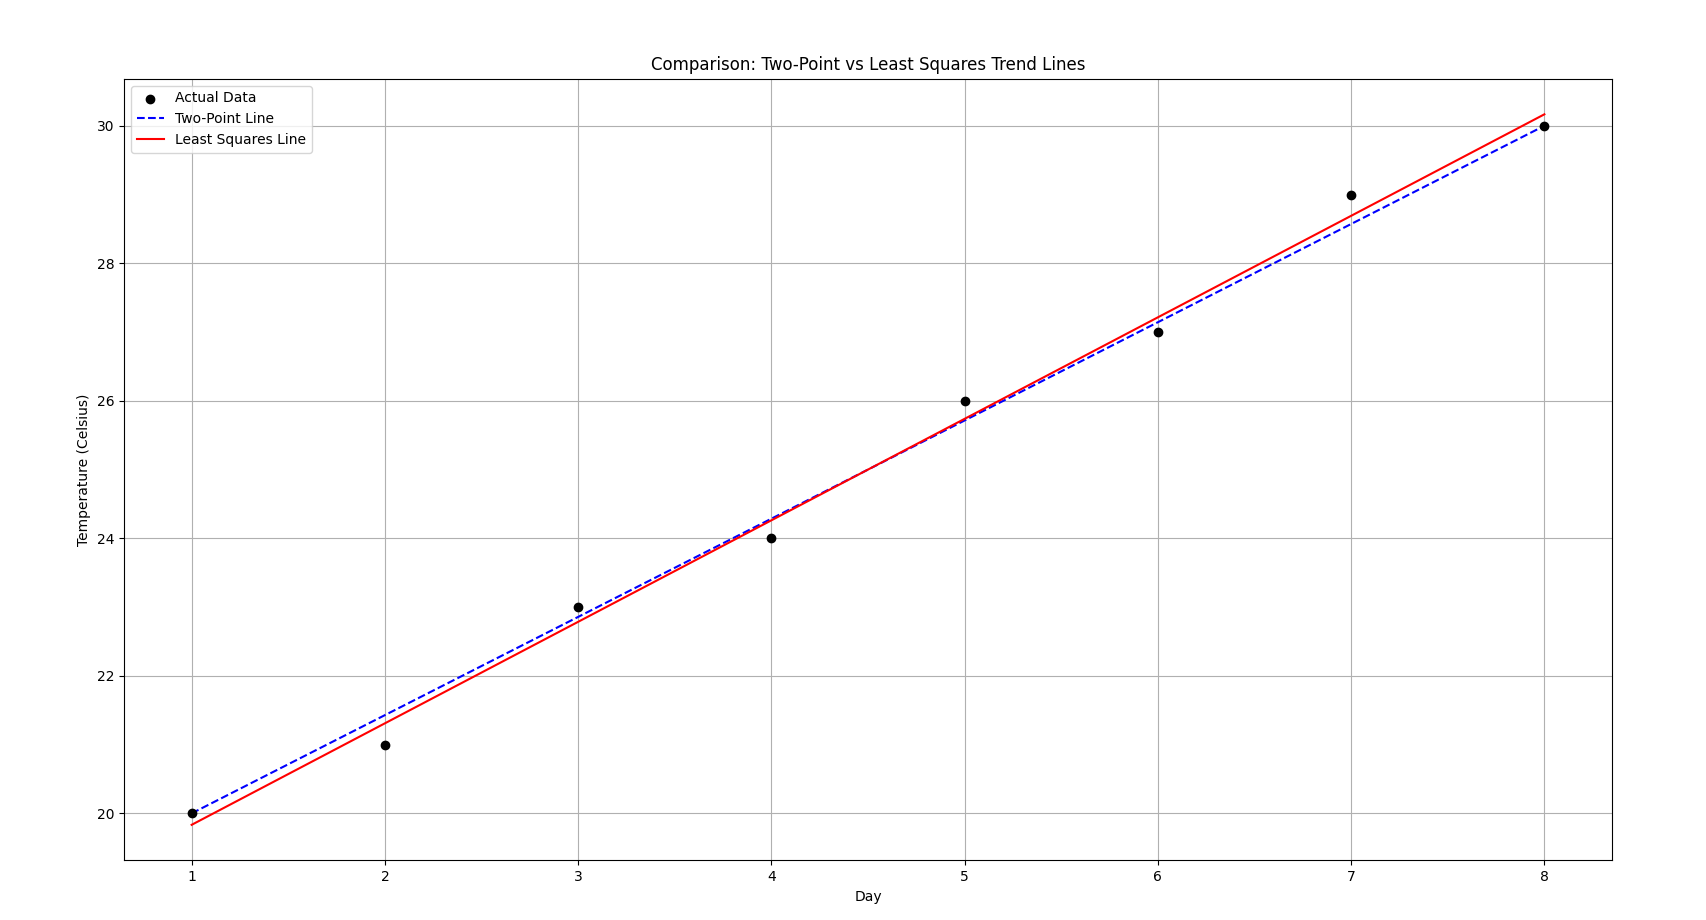 Comparison: Two-Point vs Least Squares Trend Lines
Actual Data
Two-Point Line
Least Squares Line
30
28
26
24
22
20
Temperature (Celsius)
1 2 3 4 5 6 7 8
Day